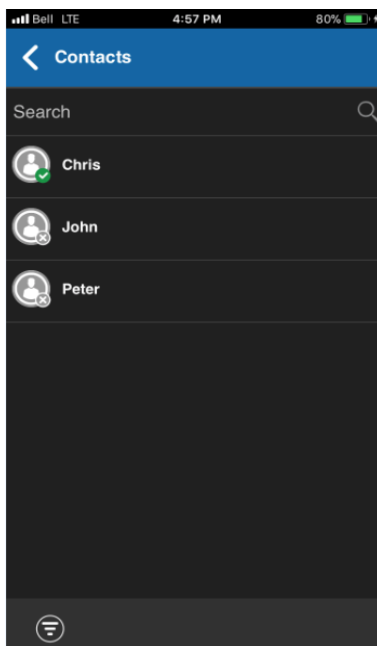 Bell LTE 4:57 PM 80%
Contacts
Search
Chris
John
Peter